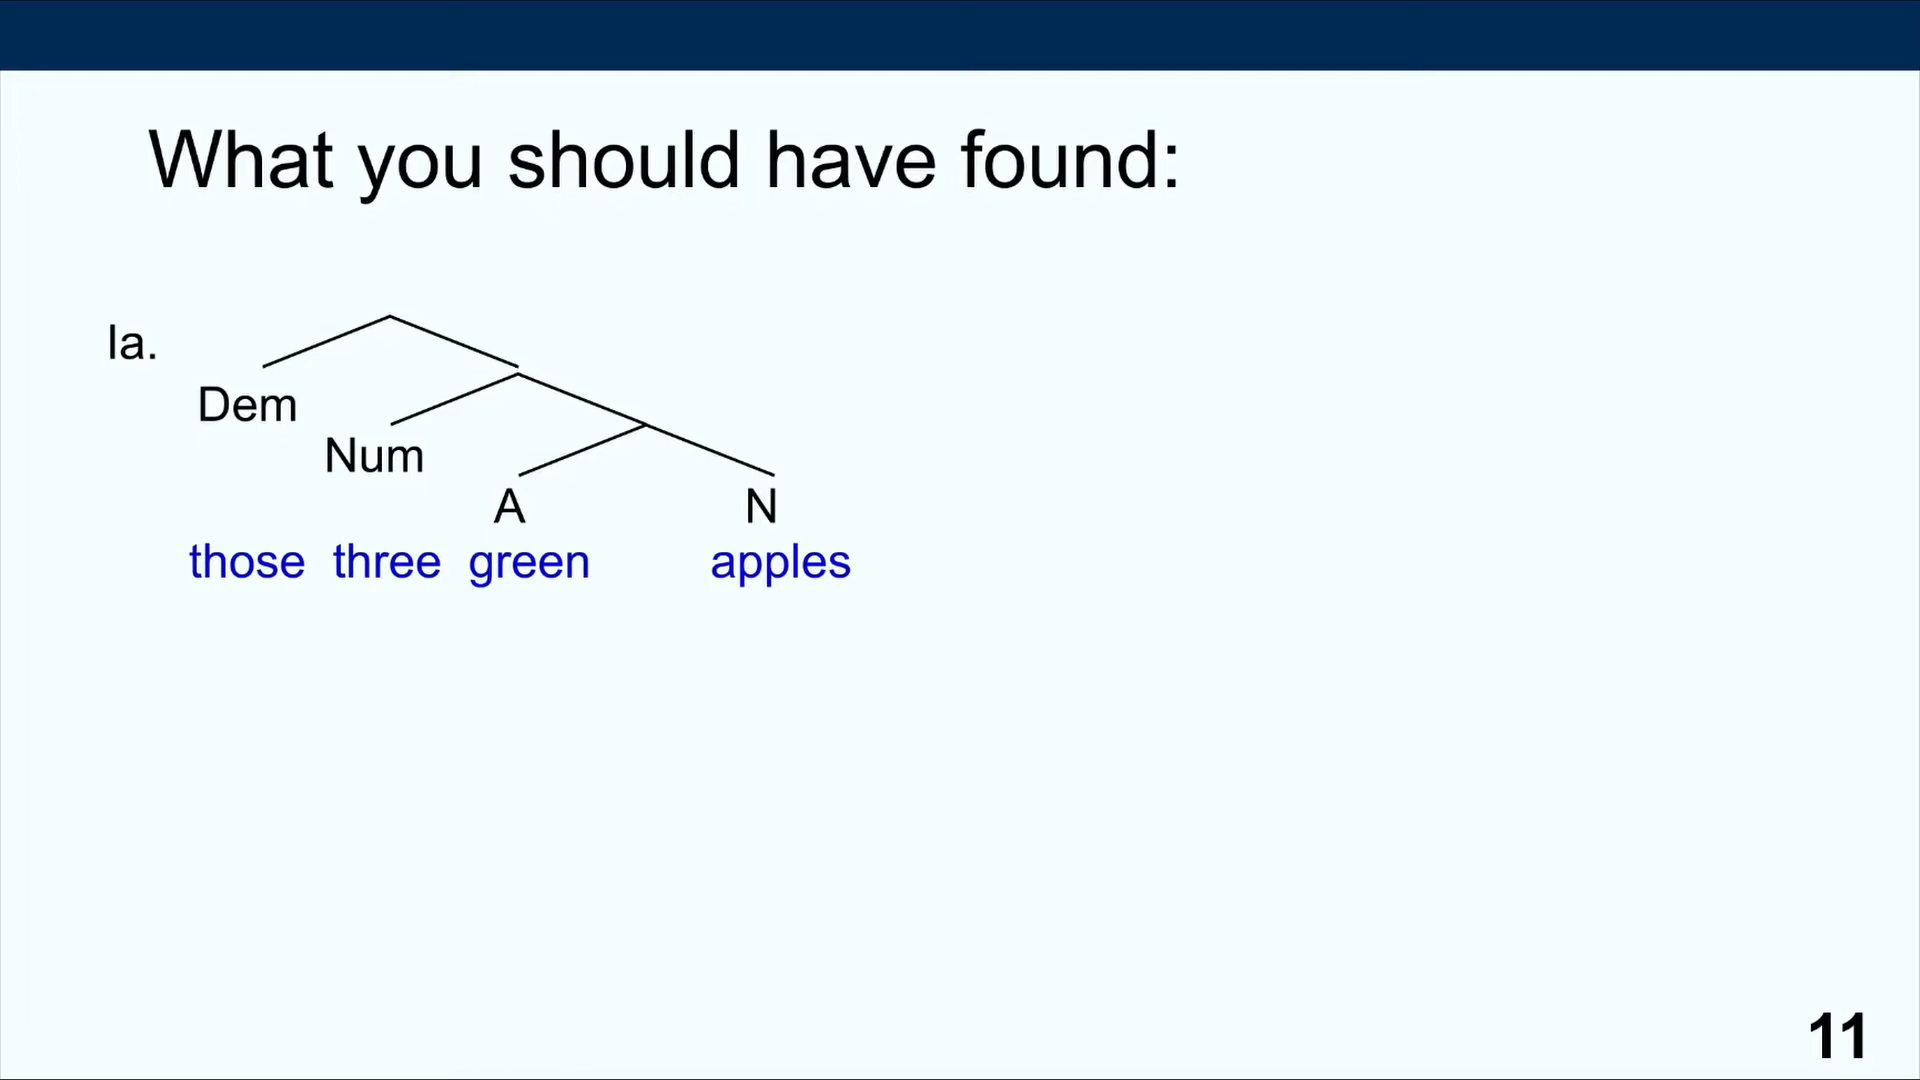 What you should have found:
Ia.
Dem
Num
A N
those three green apples
11